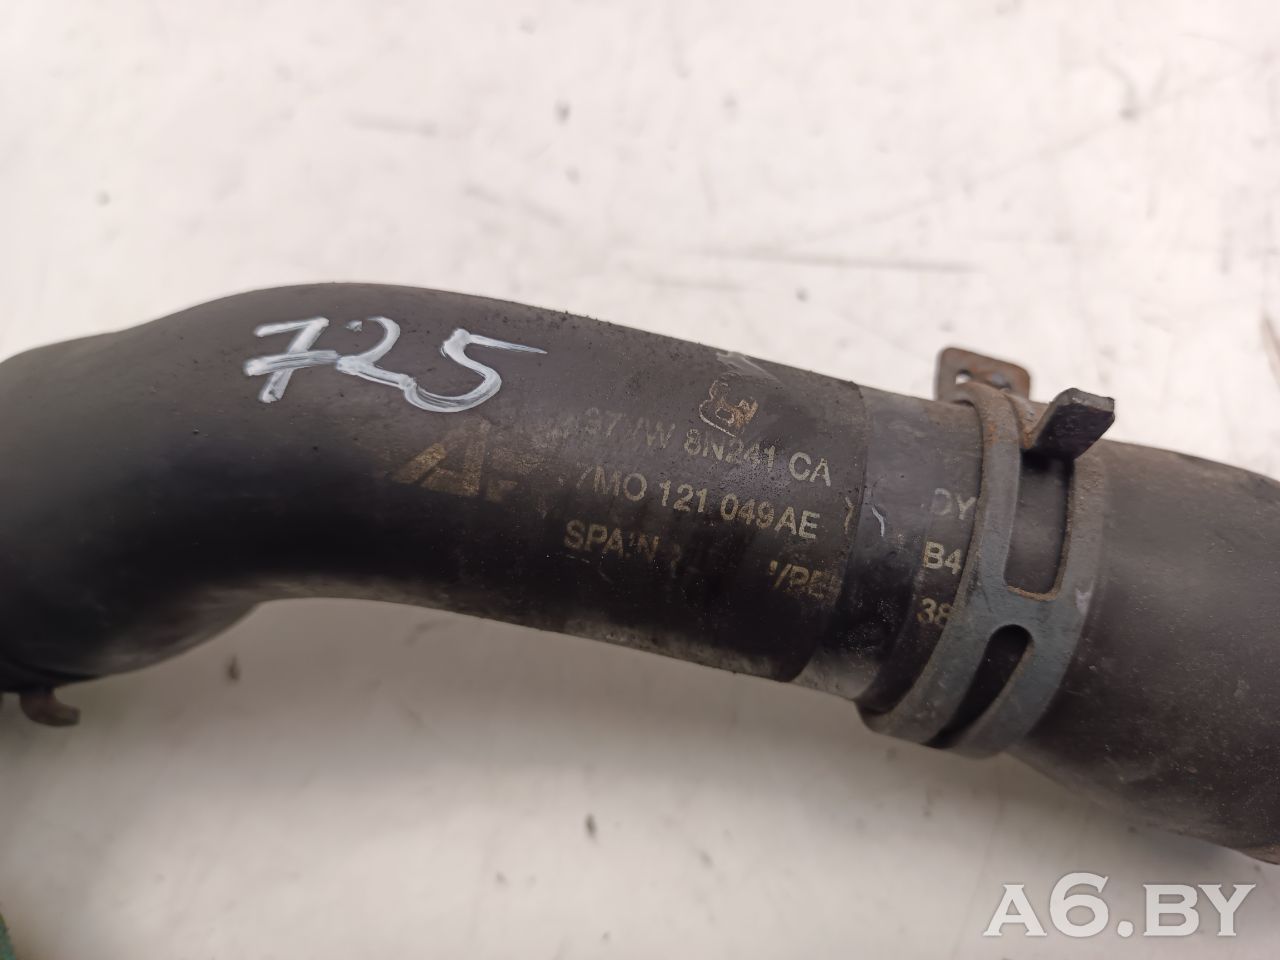 725
8N241 CA
7MO 121 049AE
SPAIN
DY
B4
38
A6.BY